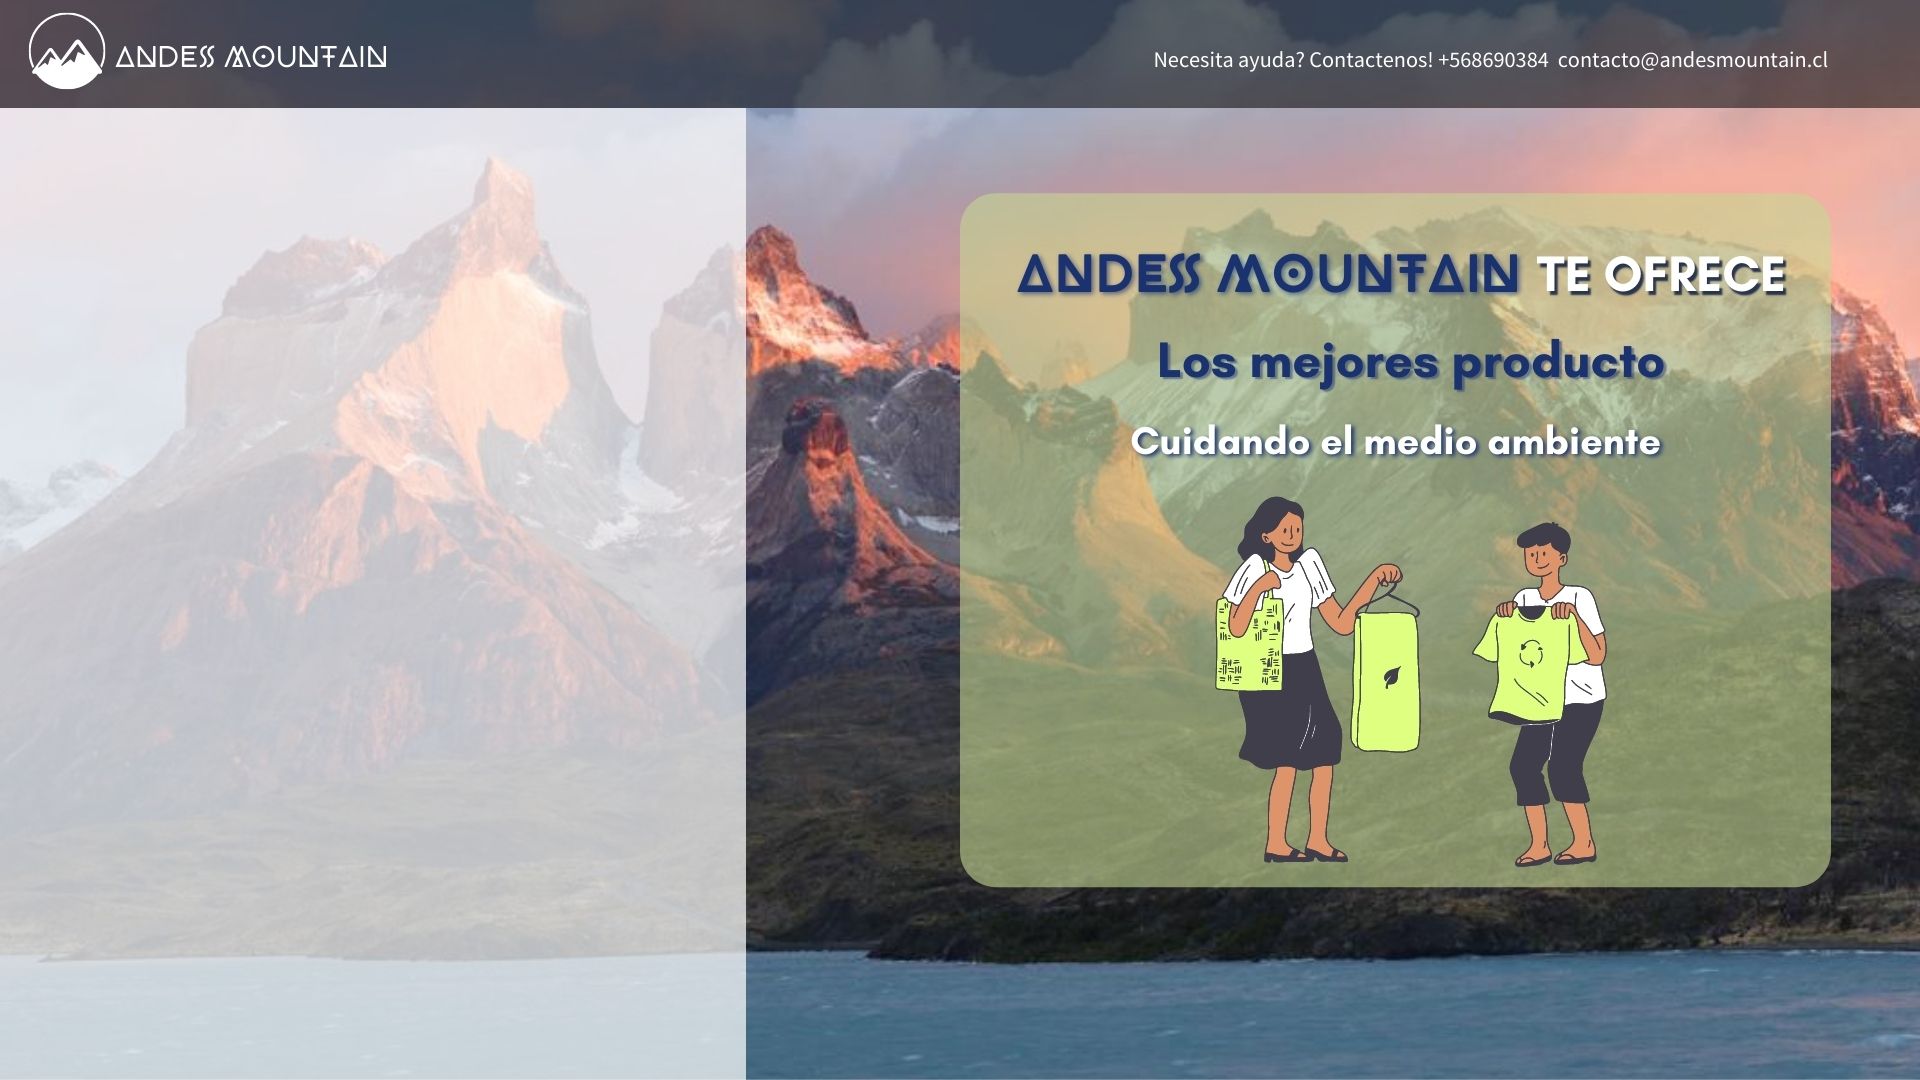 ANDES MOUNTAIN
Necesita ayuda? Contactenos! +568690384 contacto@andesmountain.cl
ANDES MOUNTAIN TE OFRECE
Los mejores producto
Cuidando el medio ambiente